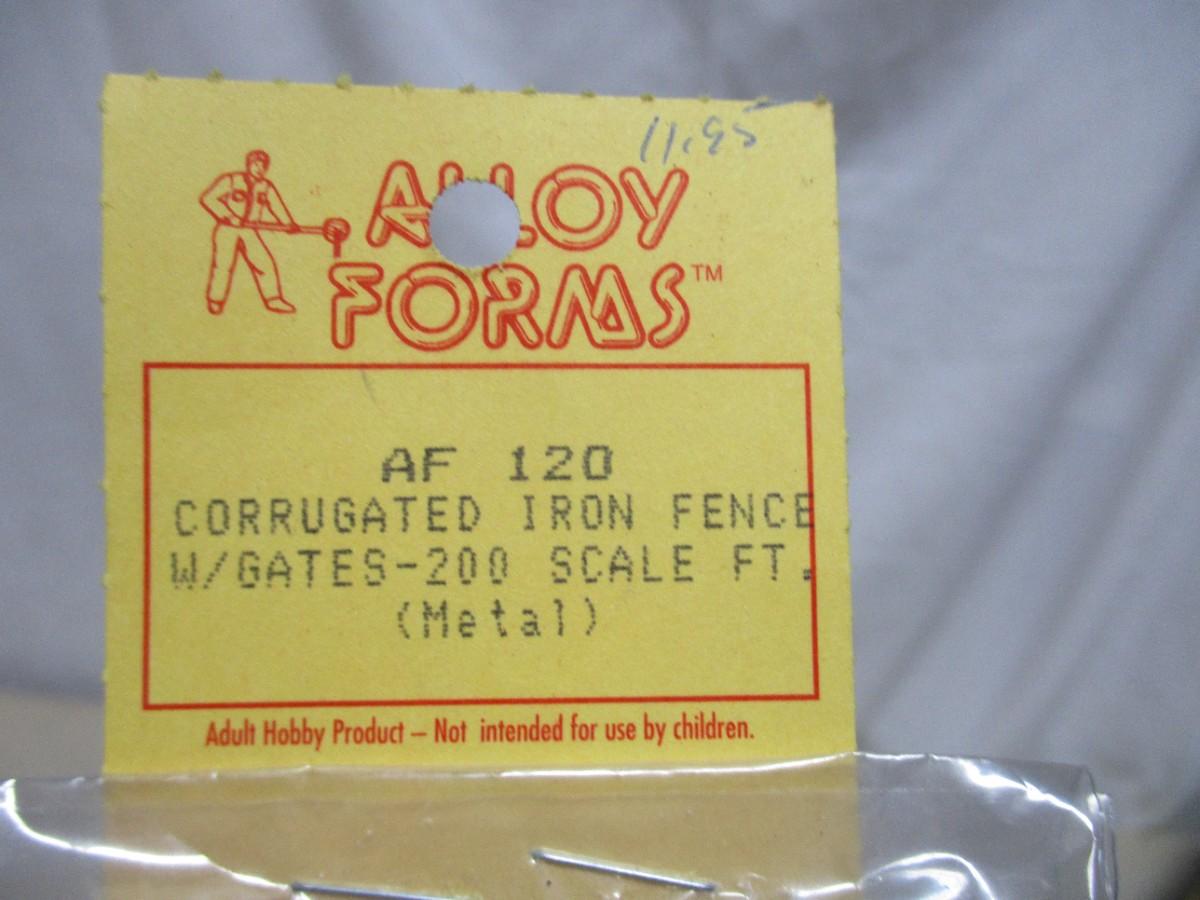 11.95
ALLOY
FORMS™
AF 120
CORRUGATED IRON FENCE
W/GATES-200 SCALE FT.
(Metal)
Adult Hobby Product – Not intended for use by children.